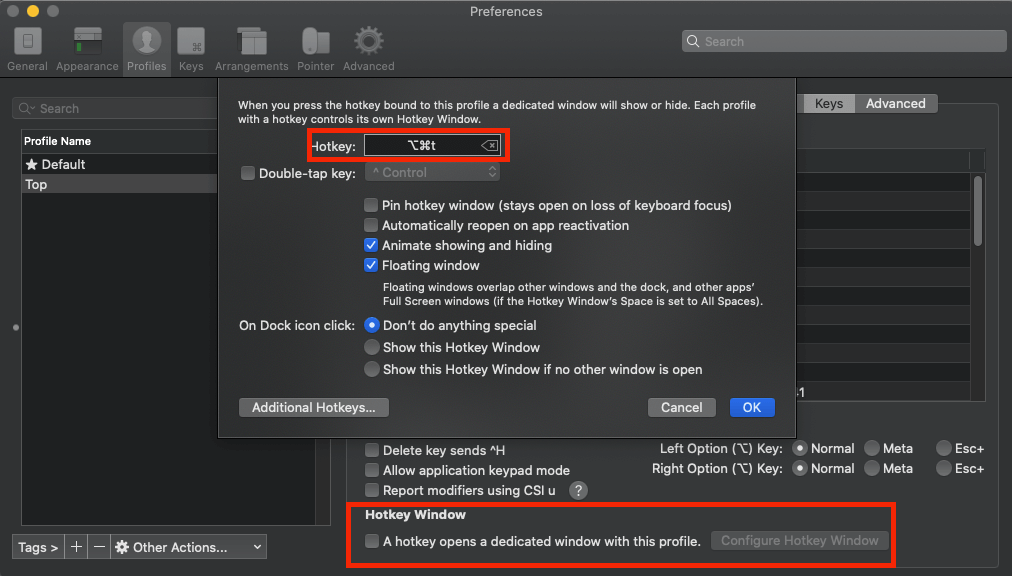 Preferences
General Appearance Profiles Keys Arrangements Pointer Advanced
Search
Search
Keys Advanced
Profile Name
★ Default
Top
When you press the hotkey bound to this profile a dedicated window will show or hide. Each profile
with a hotkey controls its own Hotkey Window.
Hotkey: ⌥⌘t
Double-tap key: ^ Control
Pin hotkey window (stays open on loss of keyboard focus)
Automatically reopen on app reactivation
Animate showing and hiding
Floating window
Floating windows overlap other windows and the dock, and other apps’
Full Screen windows (if the Hotkey Window’s Space is set to All Spaces).
On Dock icon click: Don’t do anything special
Show this Hotkey Window
Show this Hotkey Window if no other window is open
Additional Hotkeys... Cancel OK
Delete key sends ^H
Allow application keypad mode
Report modifiers using CSI u ?
Left Option (⌥) Key: Normal Meta Esc+
Right Option (⌥) Key: Normal Meta Esc+
Hotkey Window
A hotkey opens a dedicated window with this profile. Configure Hotkey Window
Tags > + − Other Actions...